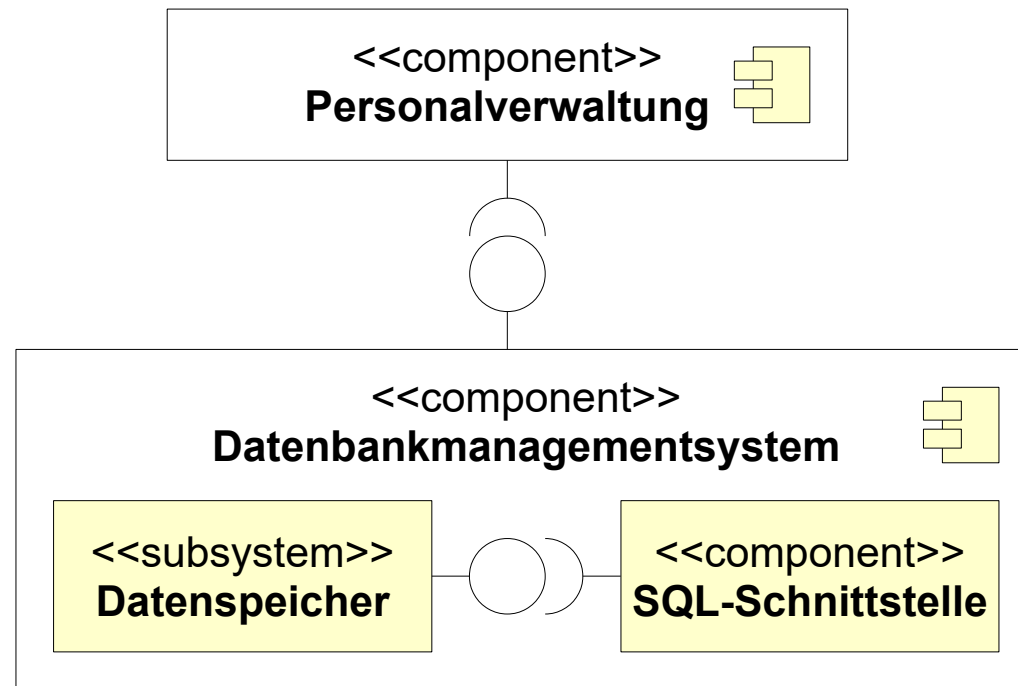 <<component>>
Personalverwaltung
<<component>>
Datenbankmanagementsystem
<<subsystem>>
Datenspeicher
<<component>>
SQL-Schnittstelle